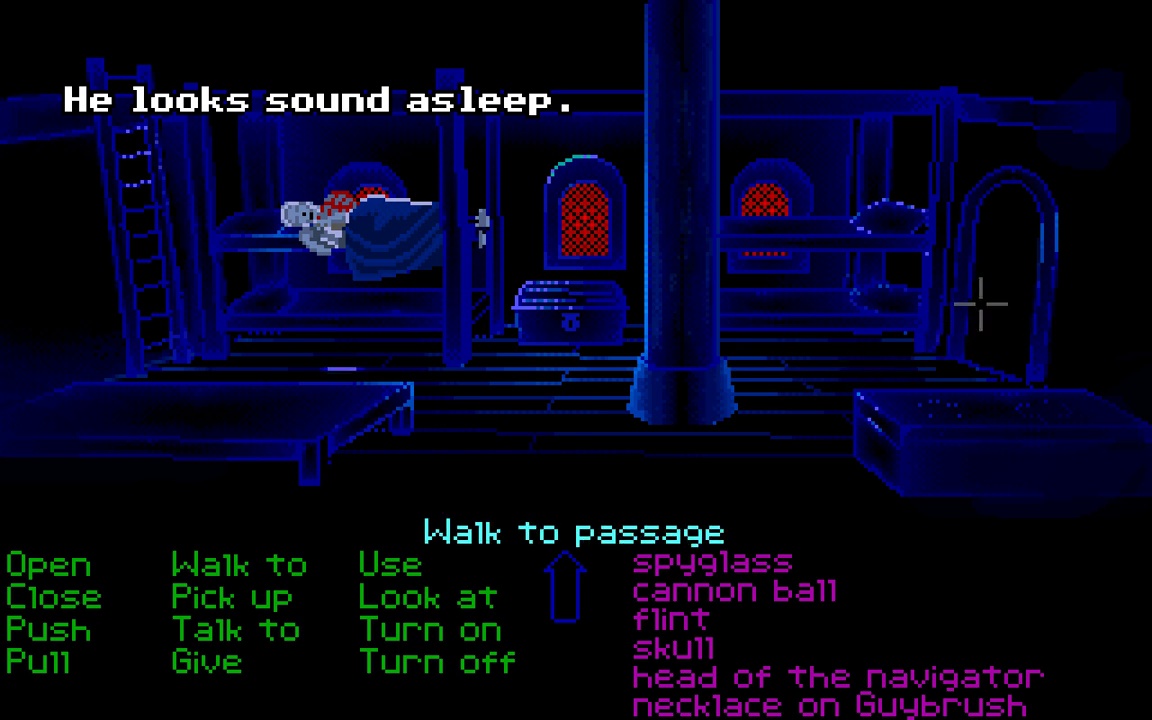 He looks sound asleep.
Walk to passage
Open Walk to Use
Close Pick up Look at
Push Talk to Turn on
Pull Give Turn off
spyglass
cannon ball
flint
skull
head of the navigator
necklace on Guybrush